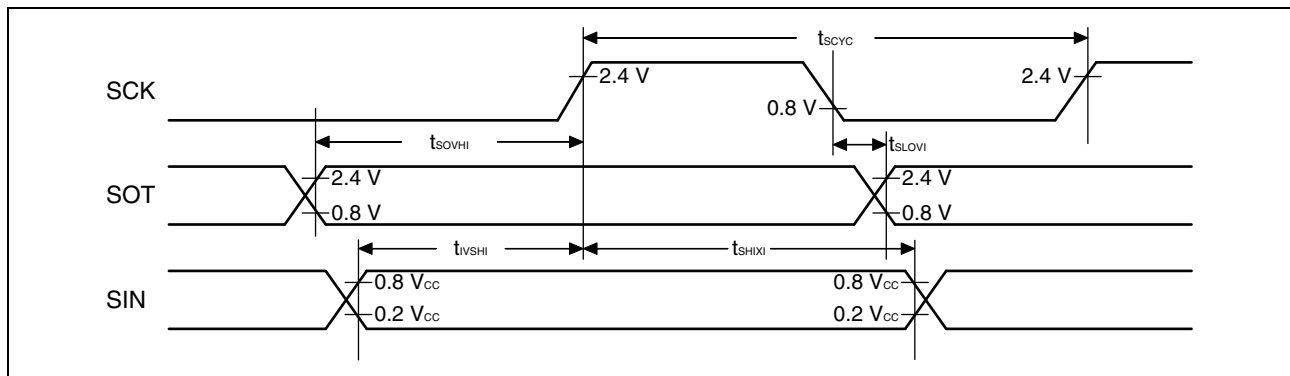 tSCYC
SCK
2.4 V
0.8 V
2.4 V
tSOVHI
tSLOVI
SOT
2.4 V
0.8 V
2.4 V
0.8 V
tIVSHI
tSHIXI
SIN
0.8 VCC
0.2 VCC
0.8 VCC
0.2 VCC